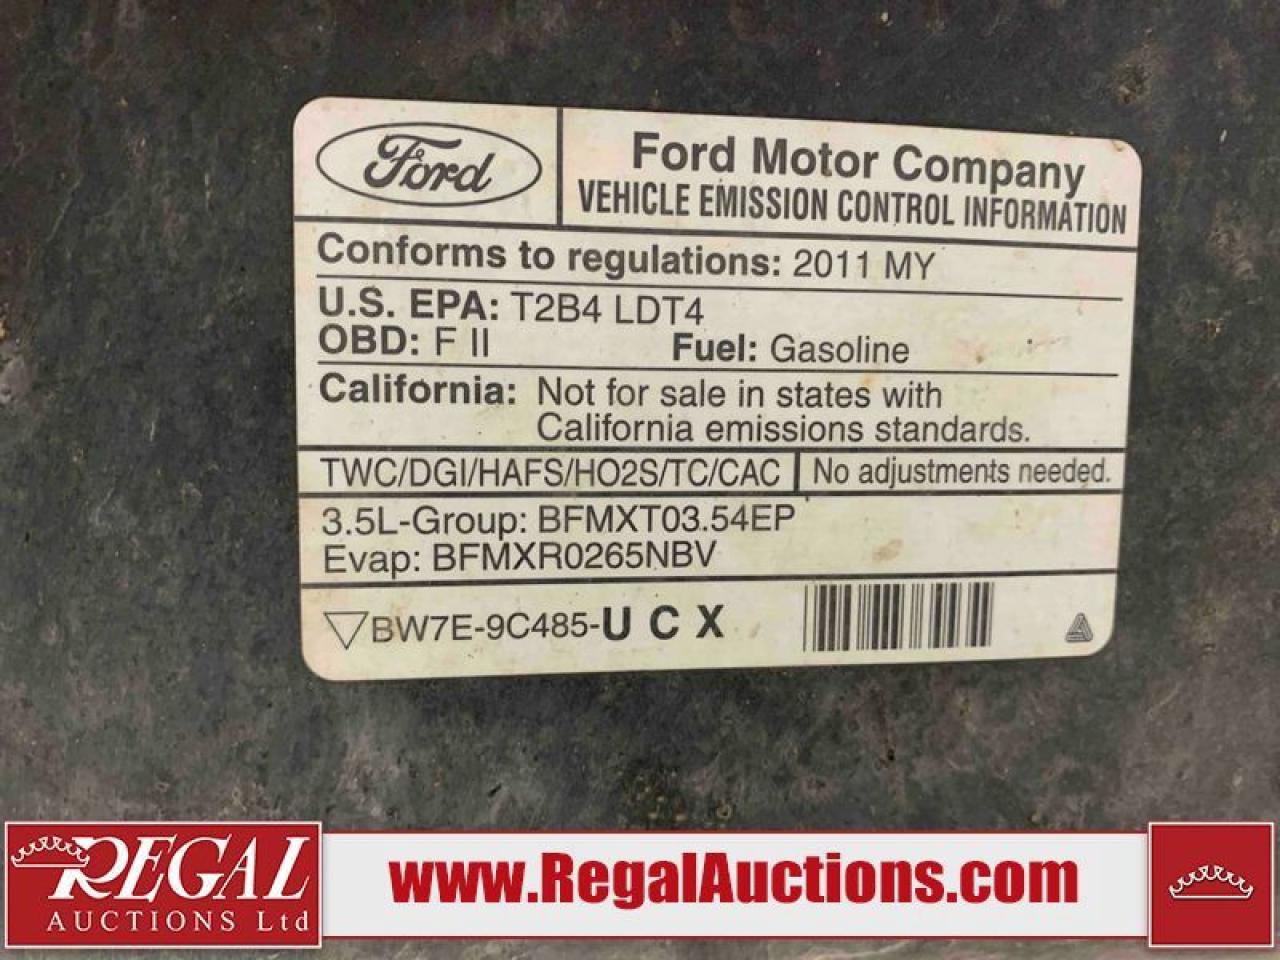 Ford
Ford Motor Company
VEHICLE EMISSION CONTROL INFORMATION
Conforms to regulations: 2011 MY
U.S. EPA: T2B4 LDT4
OBD: F II Fuel: Gasoline
California: Not for sale in states with
California emissions standards.
TWC/DGI/HAFS/HO2S/TC/CAC No adjustments needed.
3.5L-Group: BFMXT03.54EP
Evap: BFMXR0265NBV
BW7E-9C485-U C X
REGAL
AUCTIONS Ltd
www.RegalAuctions.com